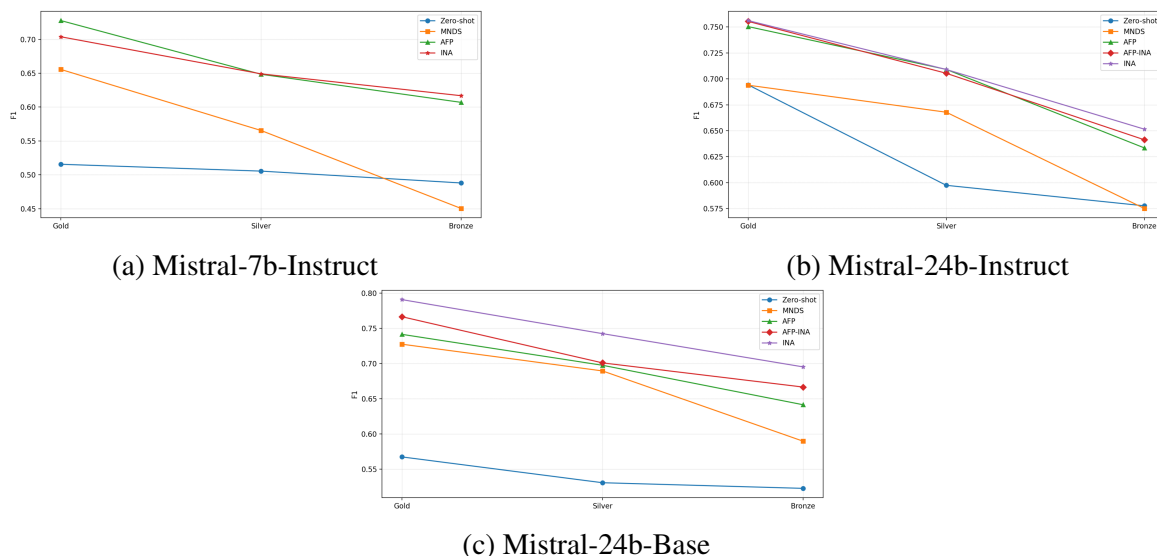 0.70
0.65
0.60
0.55
0.50
0.45
F1
Zero-shot
MNDS
AFP
INA
Gold
Silver
Bronze
(a) Mistral-7b-Instruct
0.750
0.725
0.700
0.675
0.650
0.625
0.600
0.575
F1
Zero-shot
MNDS
AFP
AFP-INA
INA
Gold
Silver
Bronze
(b) Mistral-24b-Instruct
0.80
0.75
0.70
0.65
0.60
0.55
F1
Zero-shot
MNDS
AFP
AFP-INA
INA
Gold
Silver
Bronze
(c) Mistral-24b-Base